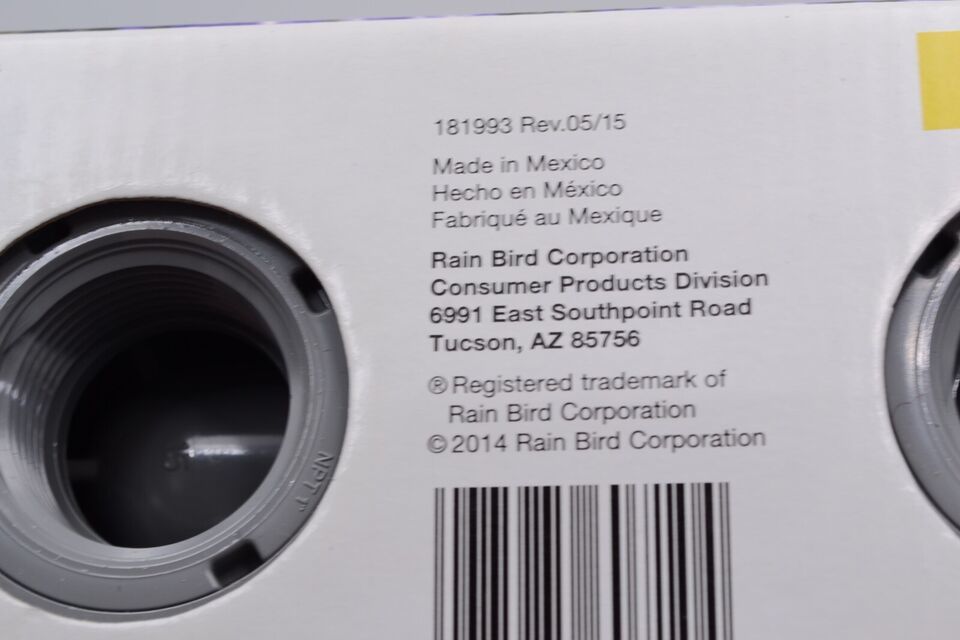 181993 Rev.05/15
Made in Mexico
Hecho en México
Fabriqué au Mexique
Rain Bird Corporation
Consumer Products Division
6991 East Southpoint Road
Tucson, AZ 85756
® Registered trademark of
Rain Bird Corporation
© 2014 Rain Bird Corporation
NPT